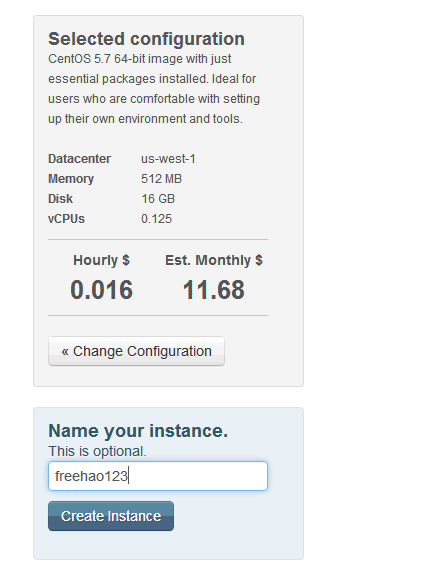 Selected configuration
CentOS 5.7 64-bit image with just
essential packages installed. Ideal for
users who are comfortable with setting
up their own environment and tools.
Datacenter us-west-1
Memory 512 MB
Disk 16 GB
vCPUs 0.125
Hourly $ Est. Monthly $
0.016 11.68
« Change Configuration
Name your instance.
This is optional.
freehao123
Create Instance